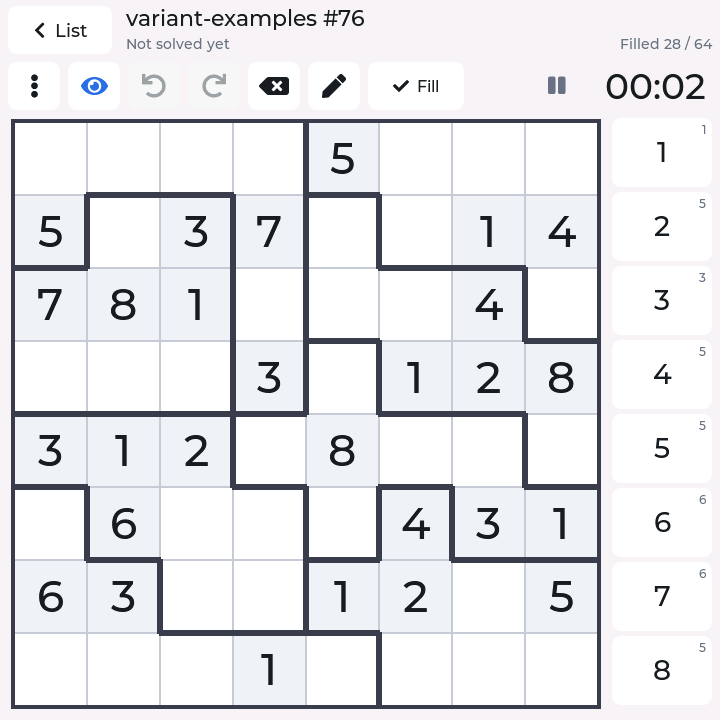 List
variant-examples #76
Not solved yet
Filled 28 / 64
Fill
00:02
5
5 3 7 1 4
7 8 1 4
3 1 2 8
3 1 2 8
6 4 3 1
6 3 1 2 5
1
1 1
2 5
3 3
4 5
5 5
6 6
7 6
8 5